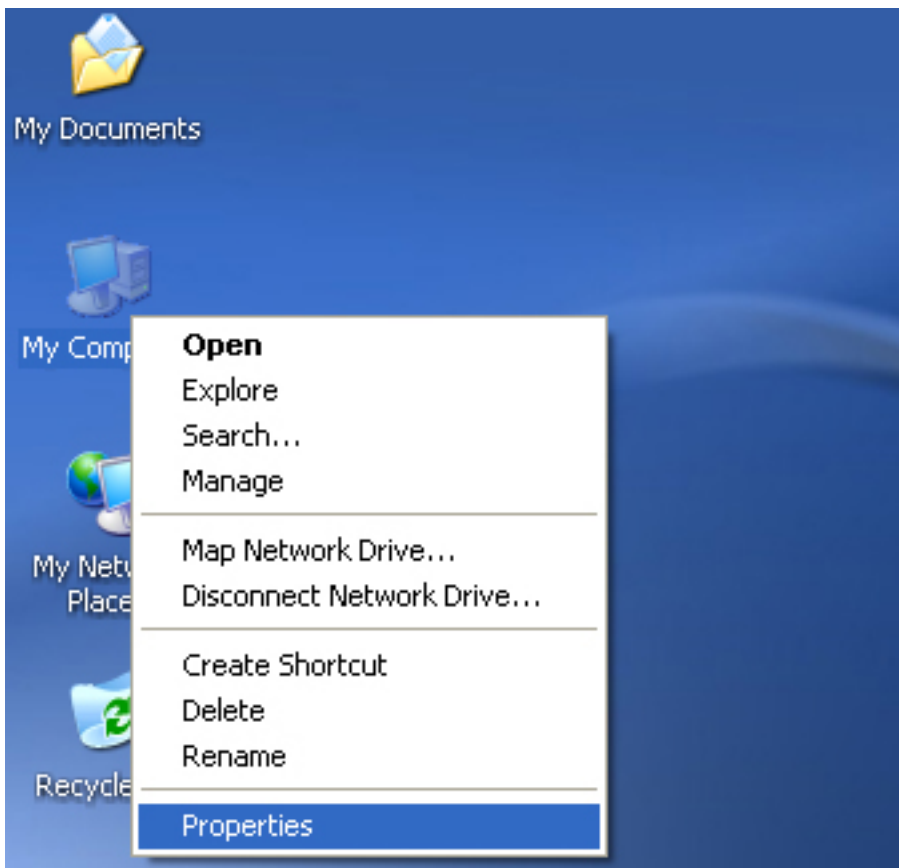 My Documents
My Comp
Open
Explore
Search...
Manage
My Netw
Place
Map Network Drive...
Disconnect Network Drive...
Create Shortcut
Delete
Rename
Recycle
Properties